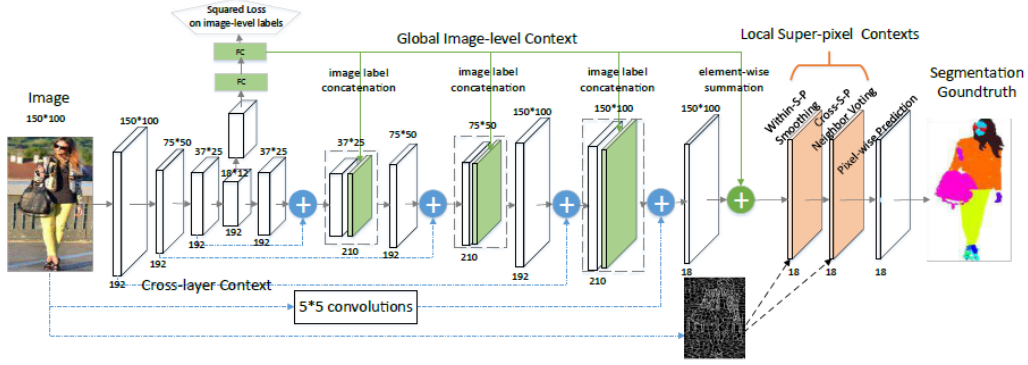 Squared Loss
on image-level labels
FC
FC
Global Image-level Context
Local Super-pixel Contexts
image label
concatenation
image label
concatenation
image label
concatenation
element-wise
summation
Within-S-P
Smoothing
Cross-S-P
Neighbor Voting
Pixel-wise Prediction
Segmentation
Goundtruth
Image
150*100
150*100
75*50
37*25
18*12
37*25
37*25
75*50
75*50
150*100
150*100
150*100
192
192
192
192
192
210
192
210
192
210
18
18
18
18
Cross-layer Context
5*5 convolutions